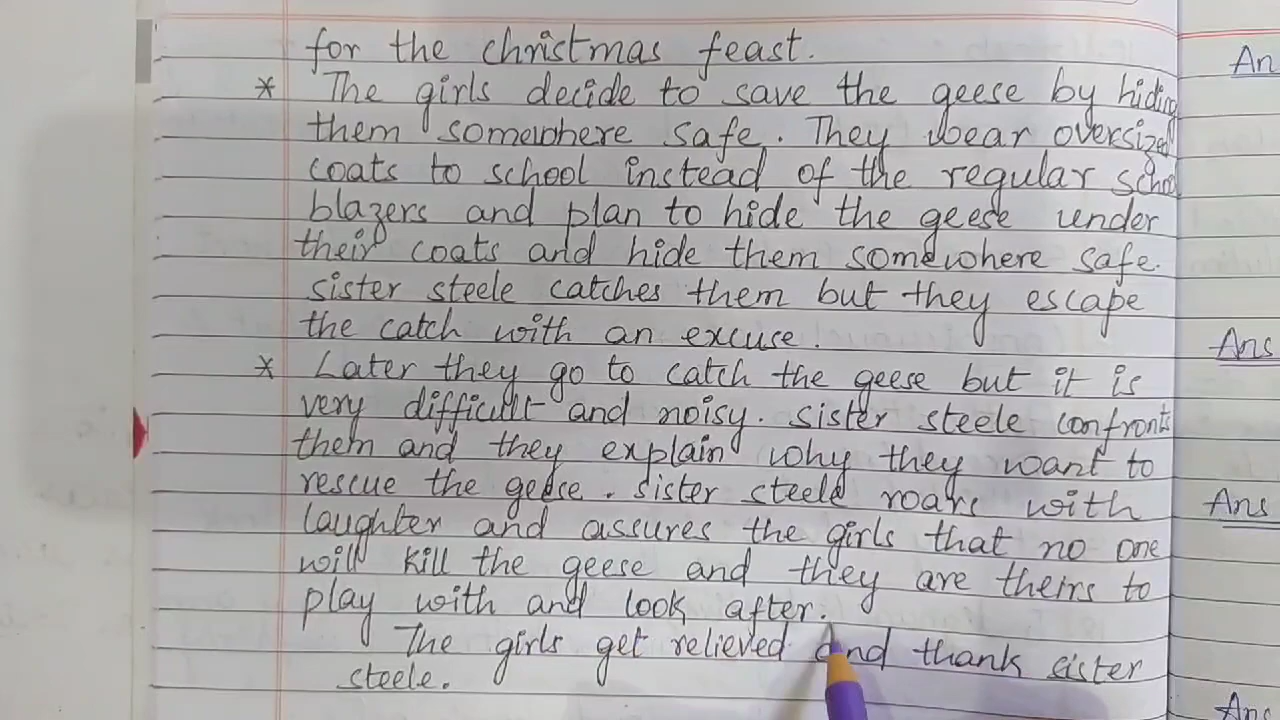 for the christmas feast.
* The girls decide to save the geese by hiding
them somewhere safe. They wear oversized
coats to school instead of the regular schoo
blazers and plan to hide the geese under
their coats and hide them somewhere safe.
sister steele catches them but they escape
the catch with an excuse!
* Later they go to catch the geese but it is
very difficult and noisy. sister steele confronts
them and they explain why they want to
rescue the geese. sister steele roars with
laughter and assures the girls that no one
will kill the geese and they are theirs to
play with and look after.
The girls get relieved and thank sister
steele.
An
Ans
Ans
Ans